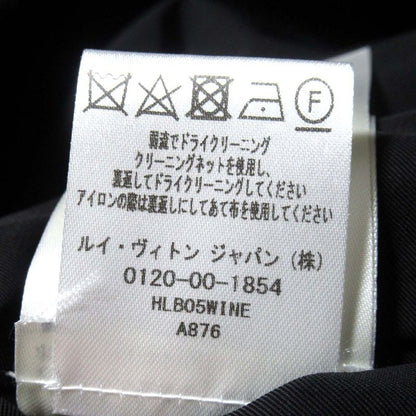 F
弱流でドライクリーニング
クリーニングネットを使用し、
裏返してドライクリーニングしてください
アイロンの際は裏返しにしてあて布を使用してください
ルイ・ヴィトン ジャパン(株)
0120-00-1854
HLB05WINE
A876